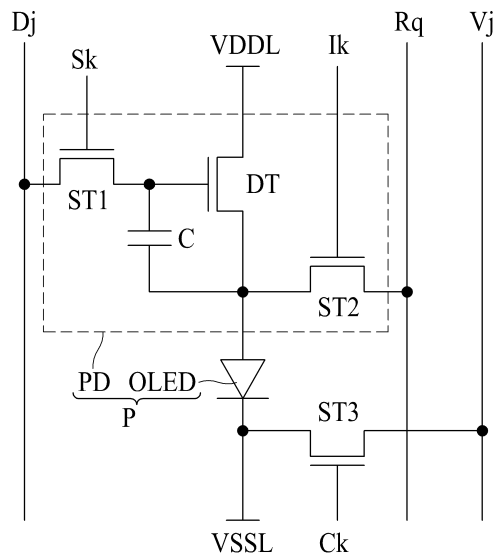 Dj
Sk
VDDL
Ik
Rq
Vj
ST1
DT
C
ST2
PD OLED
P
ST3
VSSL
Ck